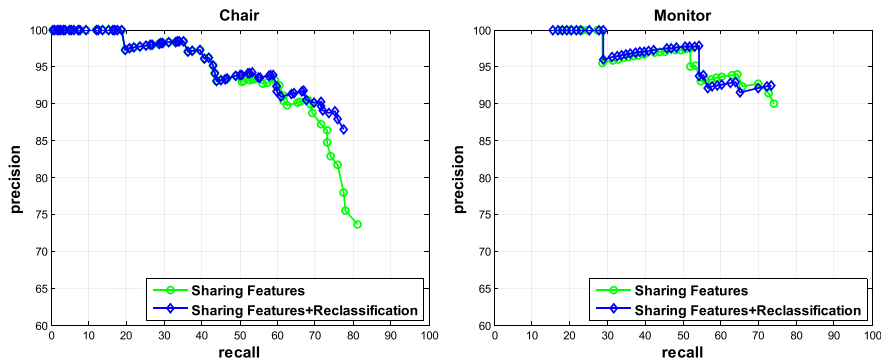 Chair
precision
100
95
90
85
80
75
70
65
60
0 10 20 30 40 50 60 70 80 90 100
recall
Sharing Features
Sharing Features+Reclassification
Monitor
precision
100
95
90
85
80
75
70
65
60
0 10 20 30 40 50 60 70 80 90 100
recall
Sharing Features
Sharing Features+Reclassification